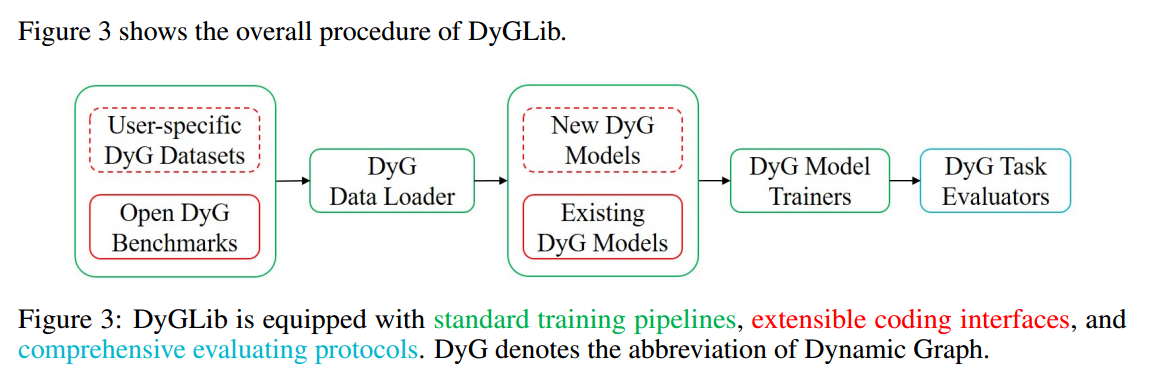 Figure 3 shows the overall procedure of DyGLib.
User-specific
DyG Datasets
Open DyG
Benchmarks
DyG
Data Loader
New DyG
Models
Existing
DyG Models
DyG Model
Trainers
DyG Task
Evaluators
Figure 3: DyGLib is equipped with standard training pipelines, extensible coding interfaces, and
comprehensive evaluating protocols. DyG denotes the abbreviation of Dynamic Graph.